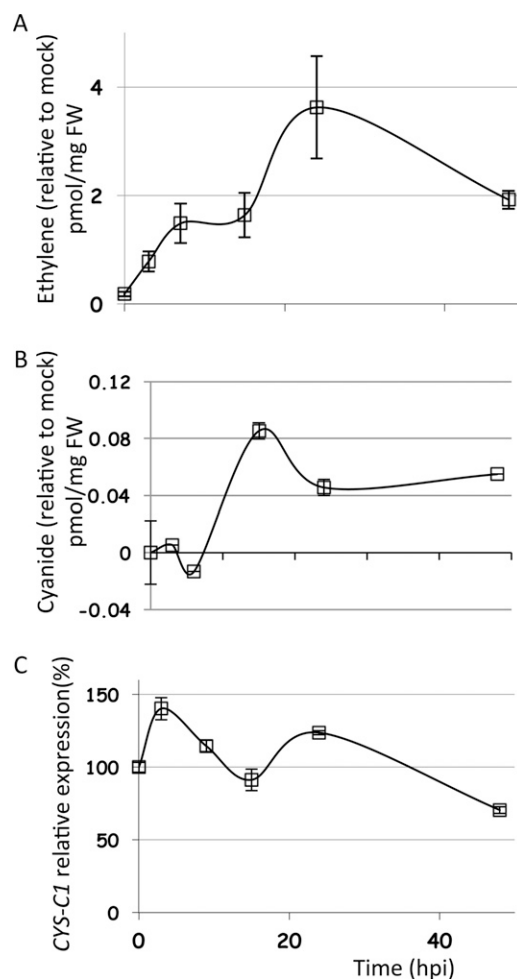 A
Ethylene (relative to mock)
pmol/mg FW
4
2
0
B
Cyanide (relative to mock)
pmol/mg FW
0.12
0.08
0.04
0
-0.04
C
CYS-C1 relative expression(%)
150
100
50
0
0 20 40
Time (hpi)